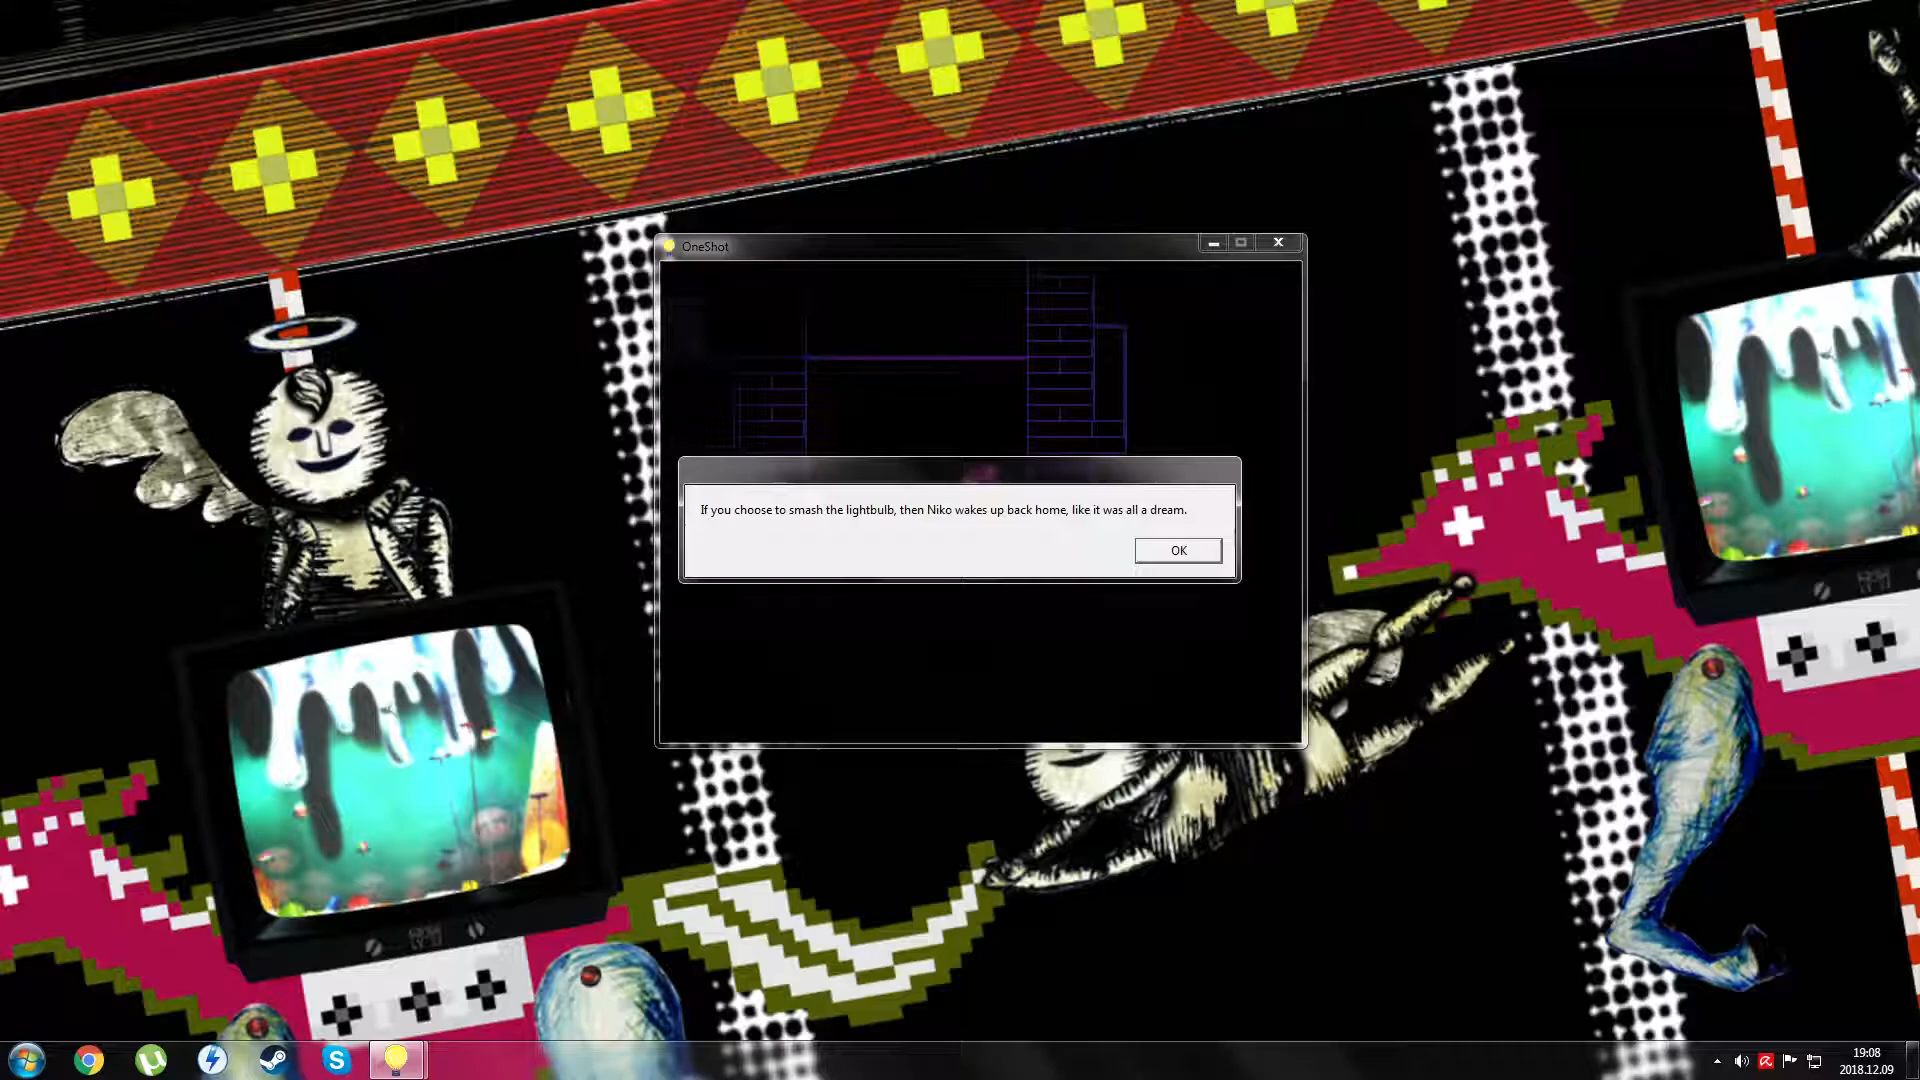 OneShot
If you choose to smash the lightbulb, then Niko wakes up back home, like it was all a dream.
OK
19:08
2018.12.09